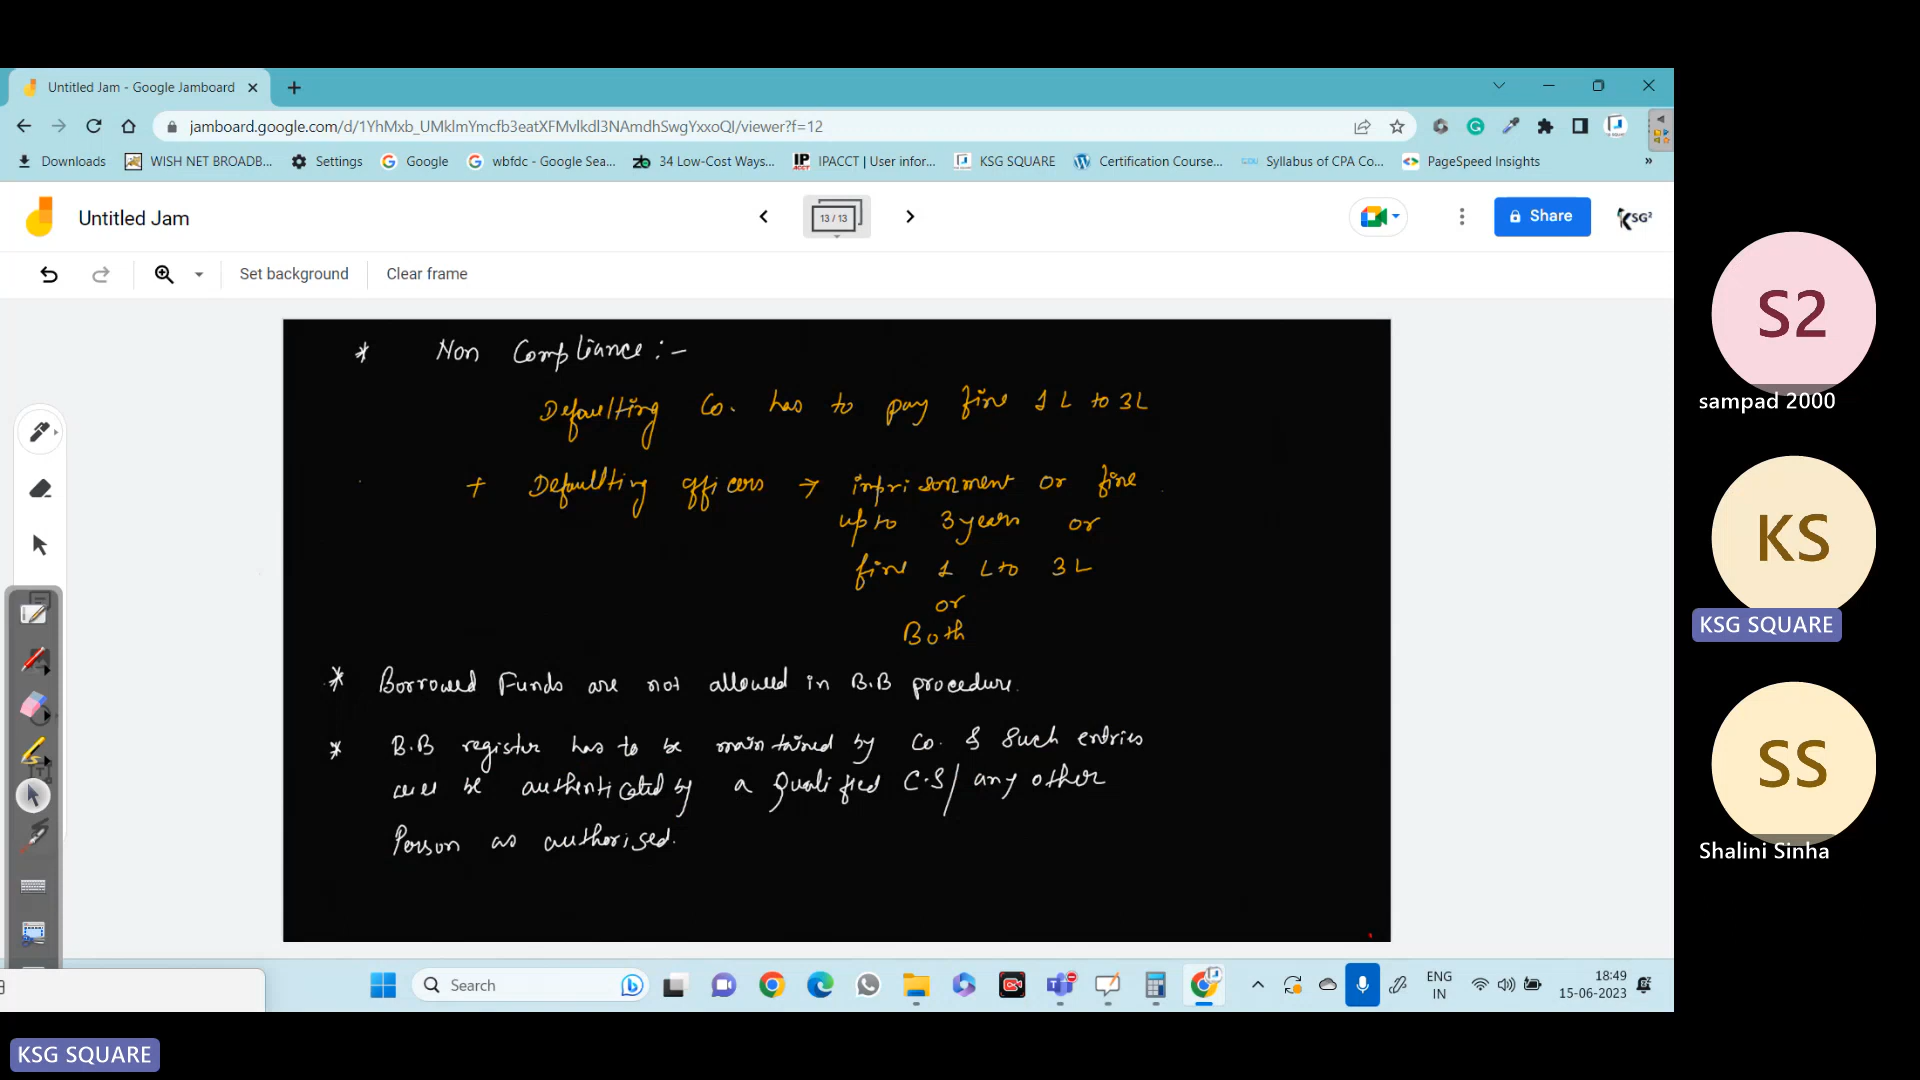 Untitled Jam - Google Jamboard
jamboard.google.com/d/1YhMxb_UMklmYmcfb3eatXFMvlkdl3NAmdhSwgYxxoQI/viewer?f=12
Downloads WISH NET BROADB... Settings Google wbfdc - Google Sea... 34 Low-Cost Ways... IPACCT | User infor... KSG SQUARE Certification Course... Syllabus of CPA Co... PageSpeed Insights »
Untitled Jam
13 / 13
Share
KSG²
Set background Clear frame
* Non Compliance :-
Defaulting Co. has to pay fine 1 L to 3L
+ Defaullting officers → imprisonment or fine
upto 3 years or
fine 1 L to 3 L
or
Both
* Borrowed Funds are not allowed in B.B procedure.
* B.B register has to be maintained by Co. & such entries
will be authenticated by a Qualified C.S/ any other
Person as authorised.
S2
sampad 2000
KS
KSG SQUARE
SS
Shalini Sinha
Search
ENG
IN
18:49
15-06-2023
KSG SQUARE